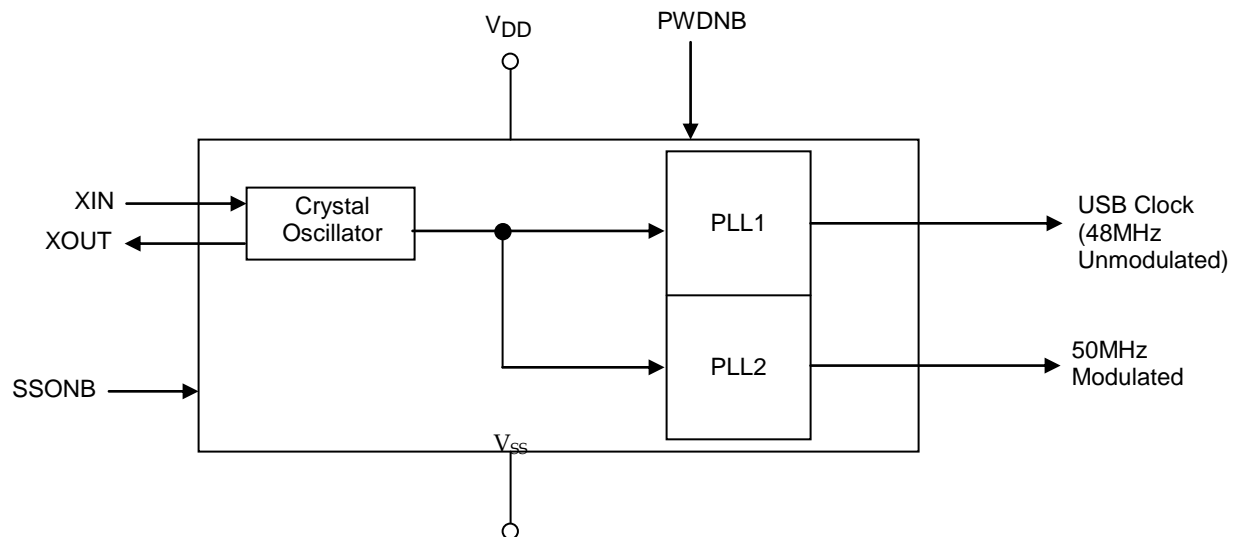 VDD
PWDNB
XIN
Crystal
Oscillator
XOUT
PLL1
USB Clock
(48MHz
Unmodulated)
SSONB
PLL2
50MHz
Modulated
VSS